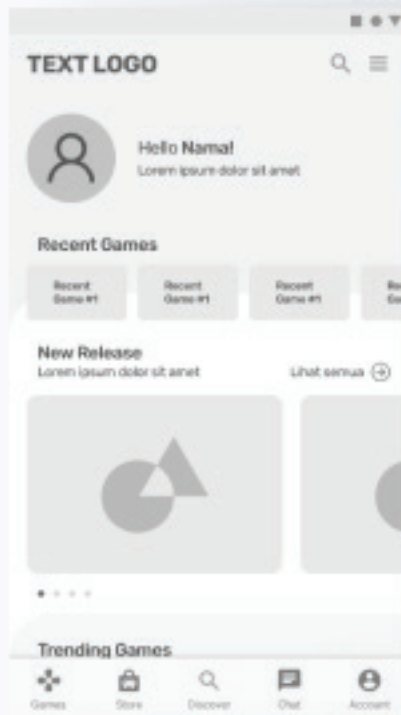 TEXT LOGO
Hello Nama!
Lorem ipsum dolor sit amet
Recent Games
Recent
Game #1
Recent
Game #1
Recent
Game #1
New Release
Lorem ipsum dolor sit amet
Lihat semua
Trending Games
Games
Store
Discover
Chat
Account